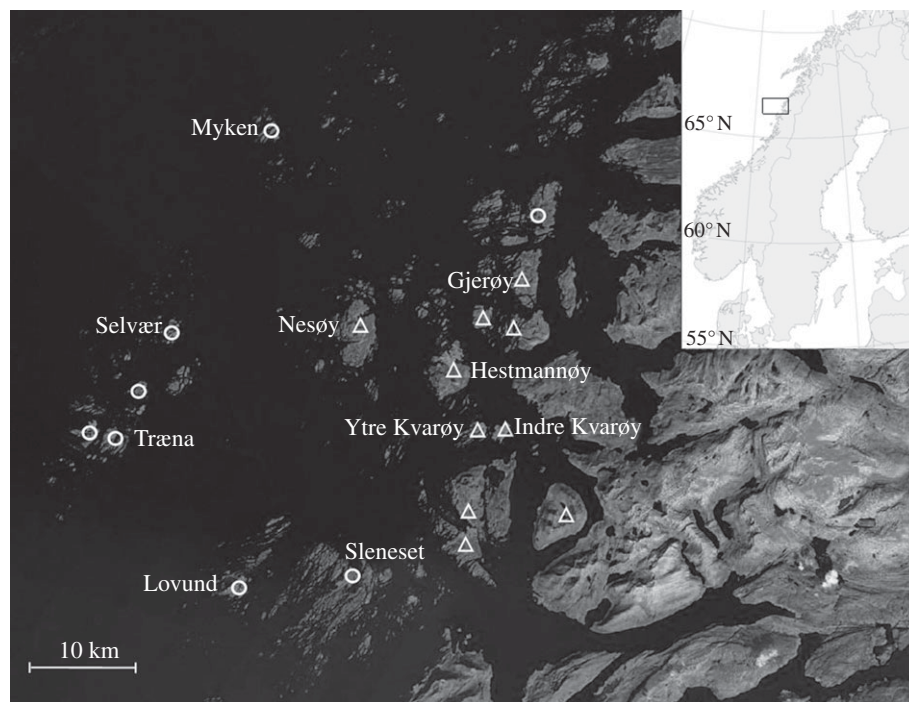 Myken
65° N
60° N
Gjerøy
Selvær
Nesøy
55° N
Hestmannøy
Ytre Kvarøy
Indre Kvarøy
Træna
Sleneset
Lovund
10 km